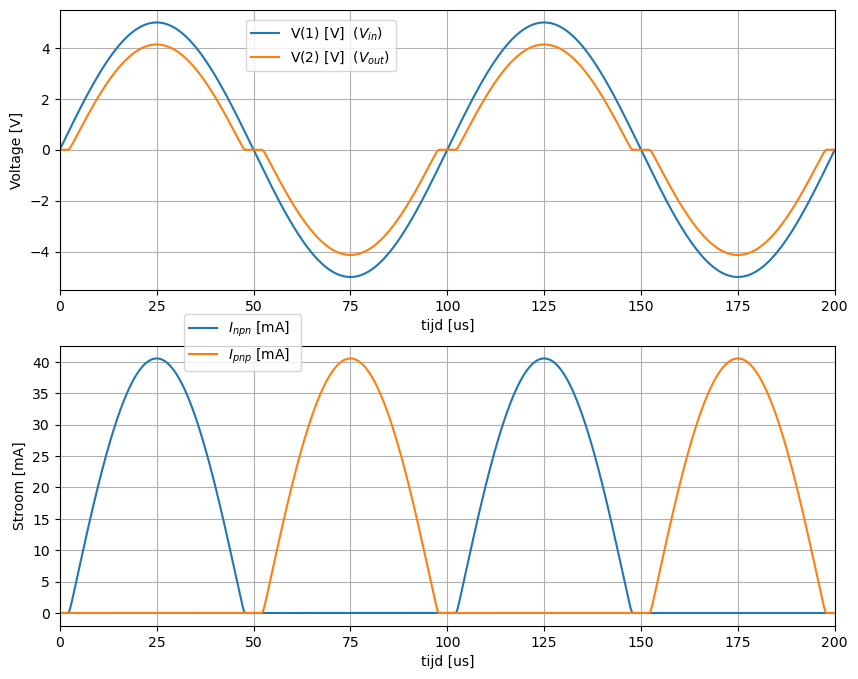 V(1) [V]  (V_in)
V(2) [V]  (V_out)
4
2
0
−2
−4
Voltage [V]
0 25 50 75 100 125 150 175 200
tijd [us]
I_npn [mA]
I_pnp [mA]
40
35
30
25
20
15
10
5
0
Stroom [mA]
0 25 50 75 100 125 150 175 200
tijd [us]